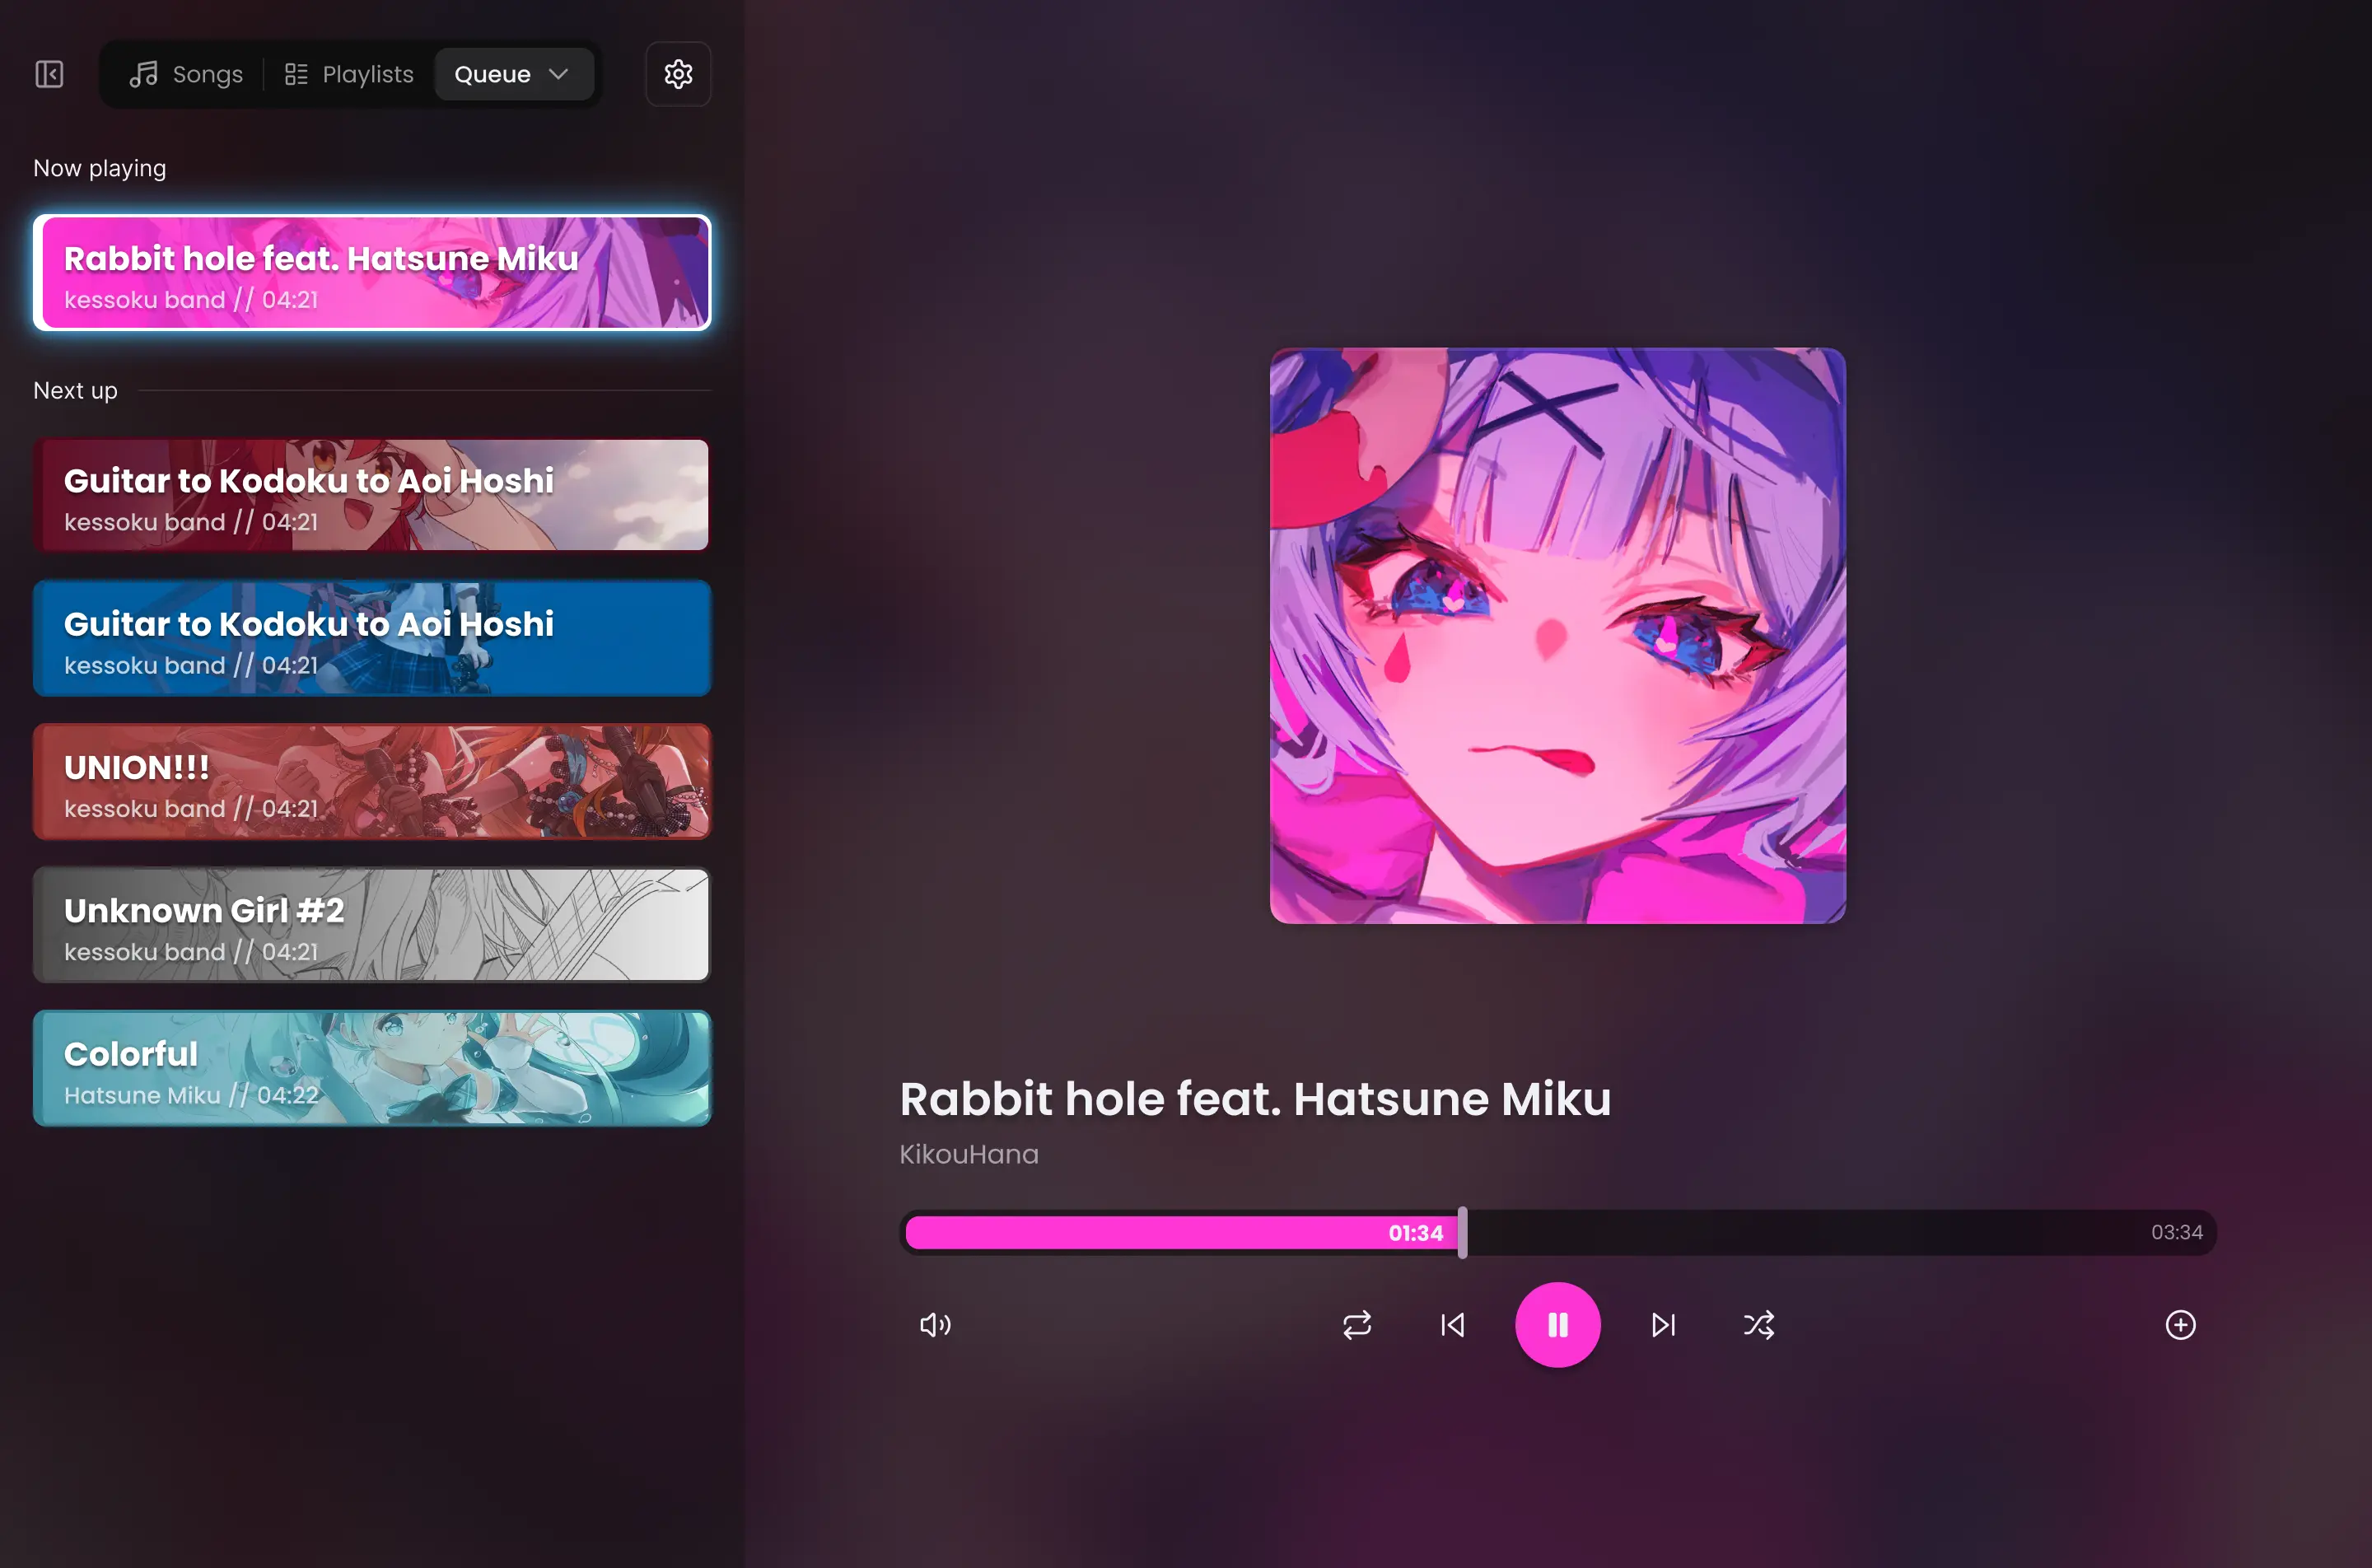 Songs
Playlists
Queue
Now playing
Rabbit hole feat. Hatsune Miku
kessoku band // 04:21
Next up
Guitar to Kodoku to Aoi Hoshi
kessoku band // 04:21
Guitar to Kodoku to Aoi Hoshi
kessoku band // 04:21
UNION!!!
kessoku band // 04:21
Unknown Girl #2
kessoku band // 04:21
Colorful
Hatsune Miku // 04:22
Rabbit hole feat. Hatsune Miku
KikouHana
01:34
03:34